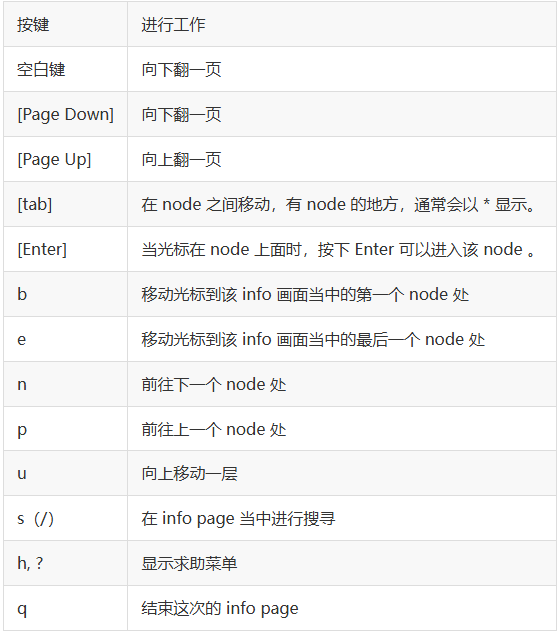 按键 进行工作
空白键 向下翻一页
[Page Down] 向下翻一页
[Page Up] 向上翻一页
[tab] 在 node 之间移动，有 node 的地方，通常会以 * 显示。
[Enter] 当光标在 node 上面时，按下 Enter 可以进入该 node 。
b 移动光标到该 info 画面当中的第一个 node 处
e 移动光标到该 info 画面当中的最后一个 node 处
n 前往下一个 node 处
p 前往上一个 node 处
u 向上移动一层
s（/） 在 info page 当中进行搜寻
h, ? 显示求助菜单
q 结束这次的 info page